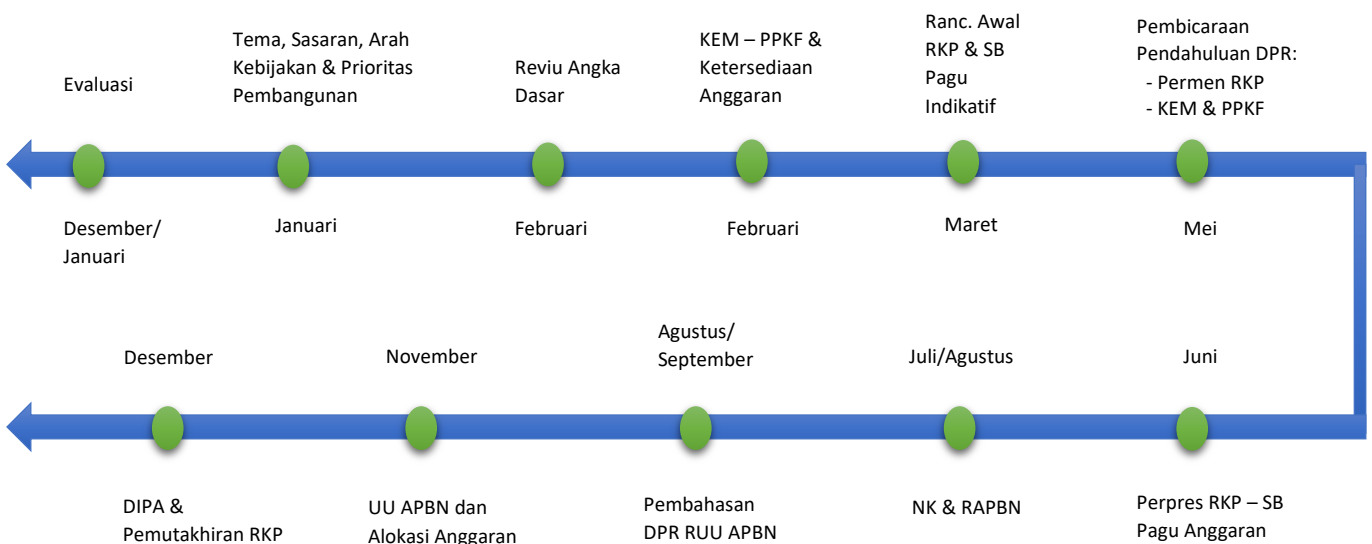 Evaluasi
Tema, Sasaran, Arah
Kebijakan & Prioritas
Pembangunan
Reviu Angka
Dasar
KEM – PPKF &
Ketersediaan
Anggaran
Ranc. Awal
RKP & SB
Pagu
Indikatif
Pembicaraan
Pendahuluan DPR:
- Permen RKP
- KEM & PPKF
Desember/
Januari
Januari
Februari
Februari
Maret
Mei
Desember
November
Agustus/
September
Juli/Agustus
Juni
DIPA &
Pemutakhiran RKP
UU APBN dan
Alokasi Anggaran
Pembahasan
DPR RUU APBN
NK & RAPBN
Perpres RKP – SB
Pagu Anggaran